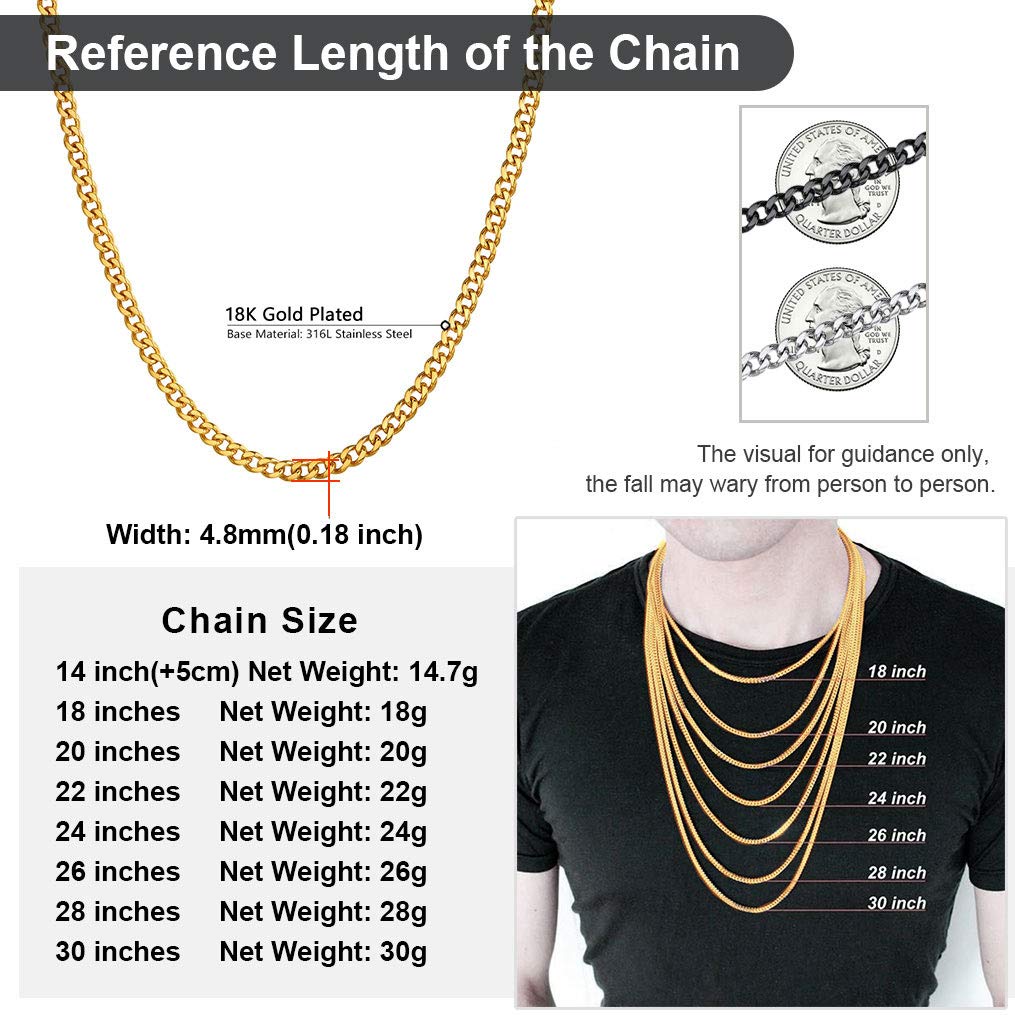 Reference Length of the Chain
UNITED STATES OF AM
IN
GOD WE
TRUST
D
QUARTER DOLLAR
18K Gold Plated
Base Material: 316L Stainless Steel
UNITED STATES OF AM
IN
GOD WE
TRUST
D
QUARTER DOLLAR
The visual for guidance only,
the fall may wary from person to person.
Width: 4.8mm(0.18 inch)
Chain Size
14 inch(+5cm) Net Weight: 14.7g
18 inches Net Weight: 18g
20 inches Net Weight: 20g
22 inches Net Weight: 22g
24 inches Net Weight: 24g
26 inches Net Weight: 26g
28 inches Net Weight: 28g
30 inches Net Weight: 30g
18 inch
20 inch
22 inch
24 inch
26 inch
28 inch
30 inch